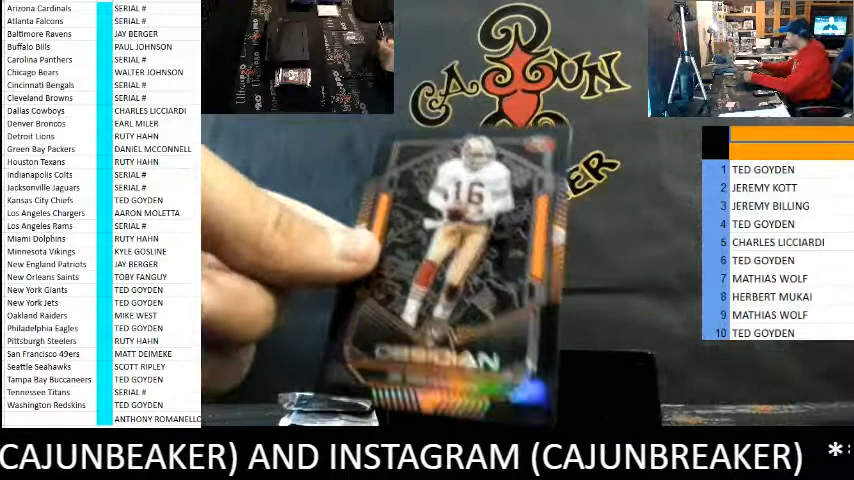 Arizona Cardinals SERIAL #
Atlanta Falcons SERIAL #
Baltimore Ravens JAY BERGER
Buffalo Bills PAUL JOHNSON
Carolina Panthers SERIAL #
Chicago Bears WALTER JOHNSON
Cincinnati Bengals SERIAL #
Cleveland Browns SERIAL #
Dallas Cowboys CHARLES LICCIARDI
Denver Broncos EARL MILER
Detroit Lions RUTY HAHN
Green Bay Packers DANIEL MCCONNELL
Houston Texans RUTY HAHN
Indianapolis Colts SERIAL #
Jacksonville Jaguars SERIAL #
Kansas City Chiefs TED GOYDEN
Los Angeles Chargers AARON MOLETTA
Los Angeles Rams SERIAL #
Miami Dolphins RUTY HAHN
Minnesota Vikings KYLE GOSLINE
New England Patriots JAY BERGER
New Orleans Saints TOBY FANGUY
New York Giants TED GOYDEN
New York Jets TED GOYDEN
Oakland Raiders MIKE WEST
Philadelphia Eagles TED GOYDEN
Pittsburgh Steelers RUTY HAHN
San Francisco 49ers MATT DEIMEKE
Seattle Seahawks SCOTT RIPLEY
Tampa Bay Buccaneers TED GOYDEN
Tennessee Titans SERIAL #
Washington Redskins TED GOYDEN
ANTHONY ROMANELLO
CAJUN
16
OBSIDIAN
1 TED GOYDEN
2 JEREMY KOTT
3 JEREMY BILLING
4 TED GOYDEN
5 CHARLES LICCIARDI
6 TED GOYDEN
7 MATHIAS WOLF
8 HERBERT MUKAI
9 MATHIAS WOLF
10 TED GOYDEN
CAJUNBEAKER) AND INSTAGRAM (CAJUNBREAKER) *